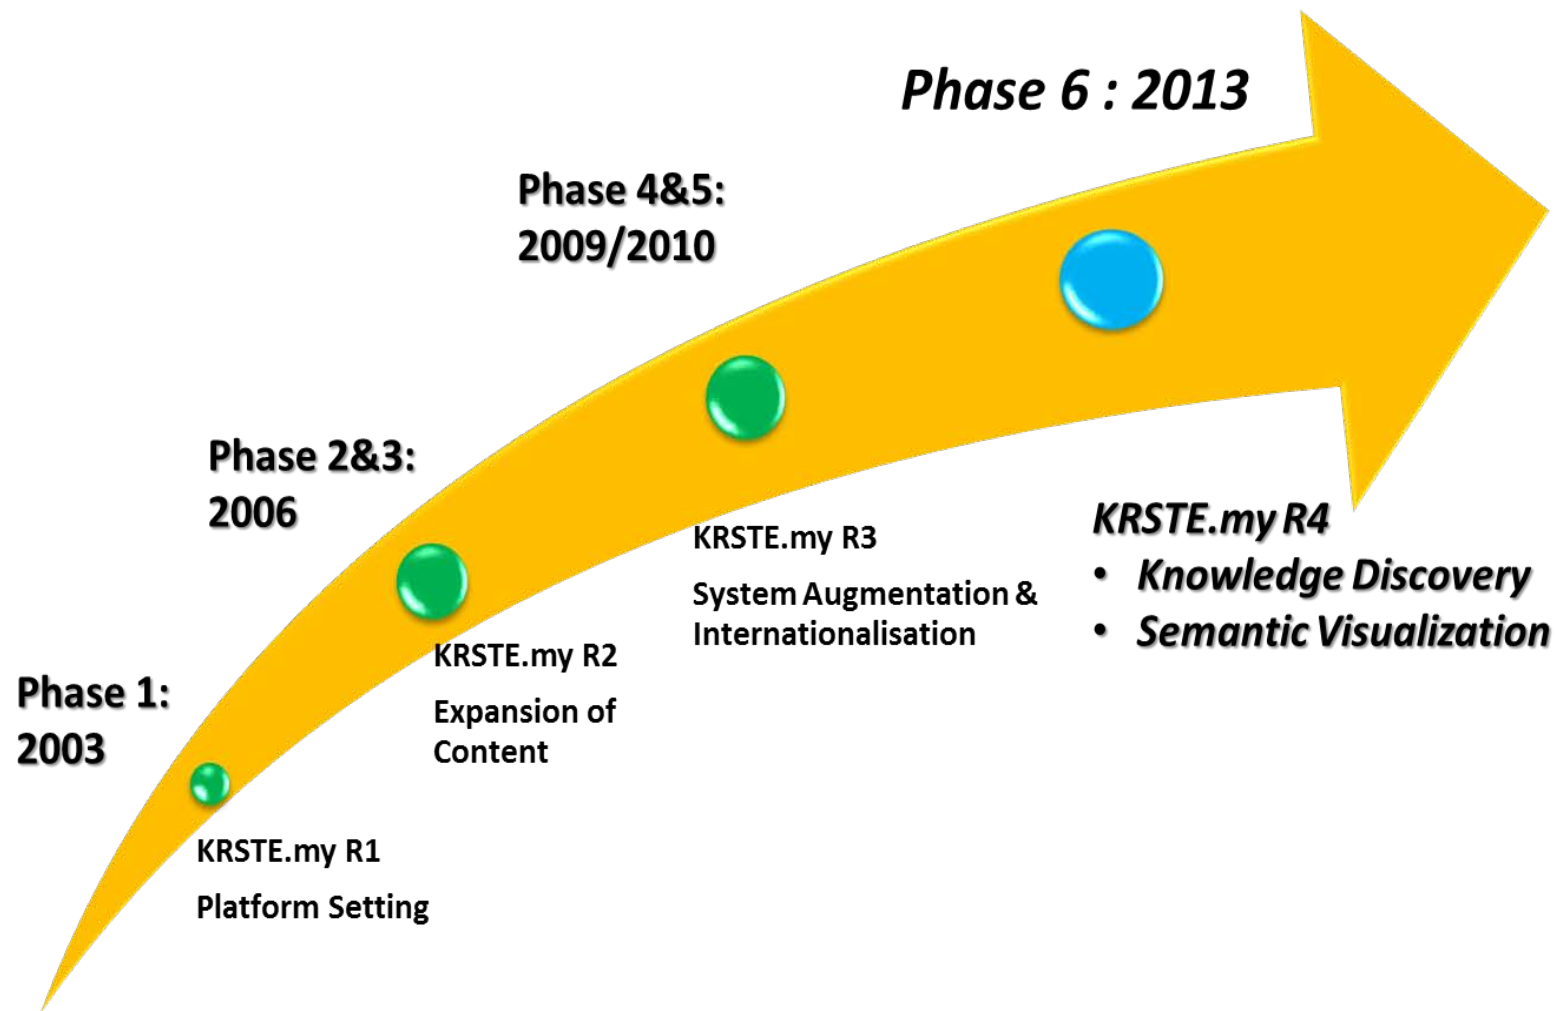 Phase 6 : 2013
Phase 4&5:
2009/2010
Phase 2&3:
2006
Phase 1:
2003
KRSTE.my R1
Platform Setting
KRSTE.my R2
Expansion of
Content
KRSTE.my R3
System Augmentation &
Internationalisation
KRSTE.my R4
• Knowledge Discovery
• Semantic Visualization